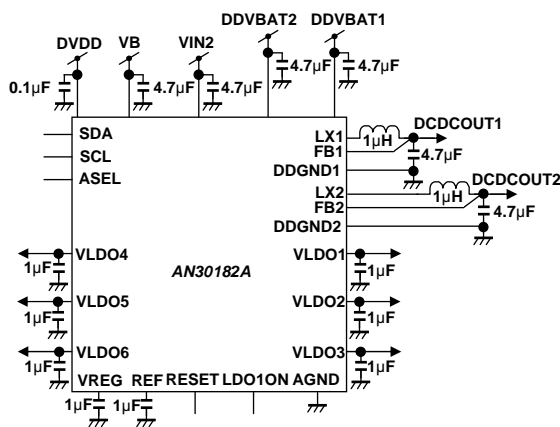 DDVBAT2 DDVBAT1
DVDD VB VIN2
4.7µF 4.7µF
0.1µF 4.7µF 4.7µF
SDA LX1 DCDCOUT1
1µH
SCL FB1 4.7µF
ASEL DDGND1
LX2 DCDCOUT2
1µH
FB2 4.7µF
DDGND2
VLDO4 VLDO1
1µF AN30182A 1µF
VLDO5 VLDO2
1µF 1µF
VLDO6 VLDO3
1µF 1µF
VREG REF RESET LDO1ON AGND
1µF 1µF